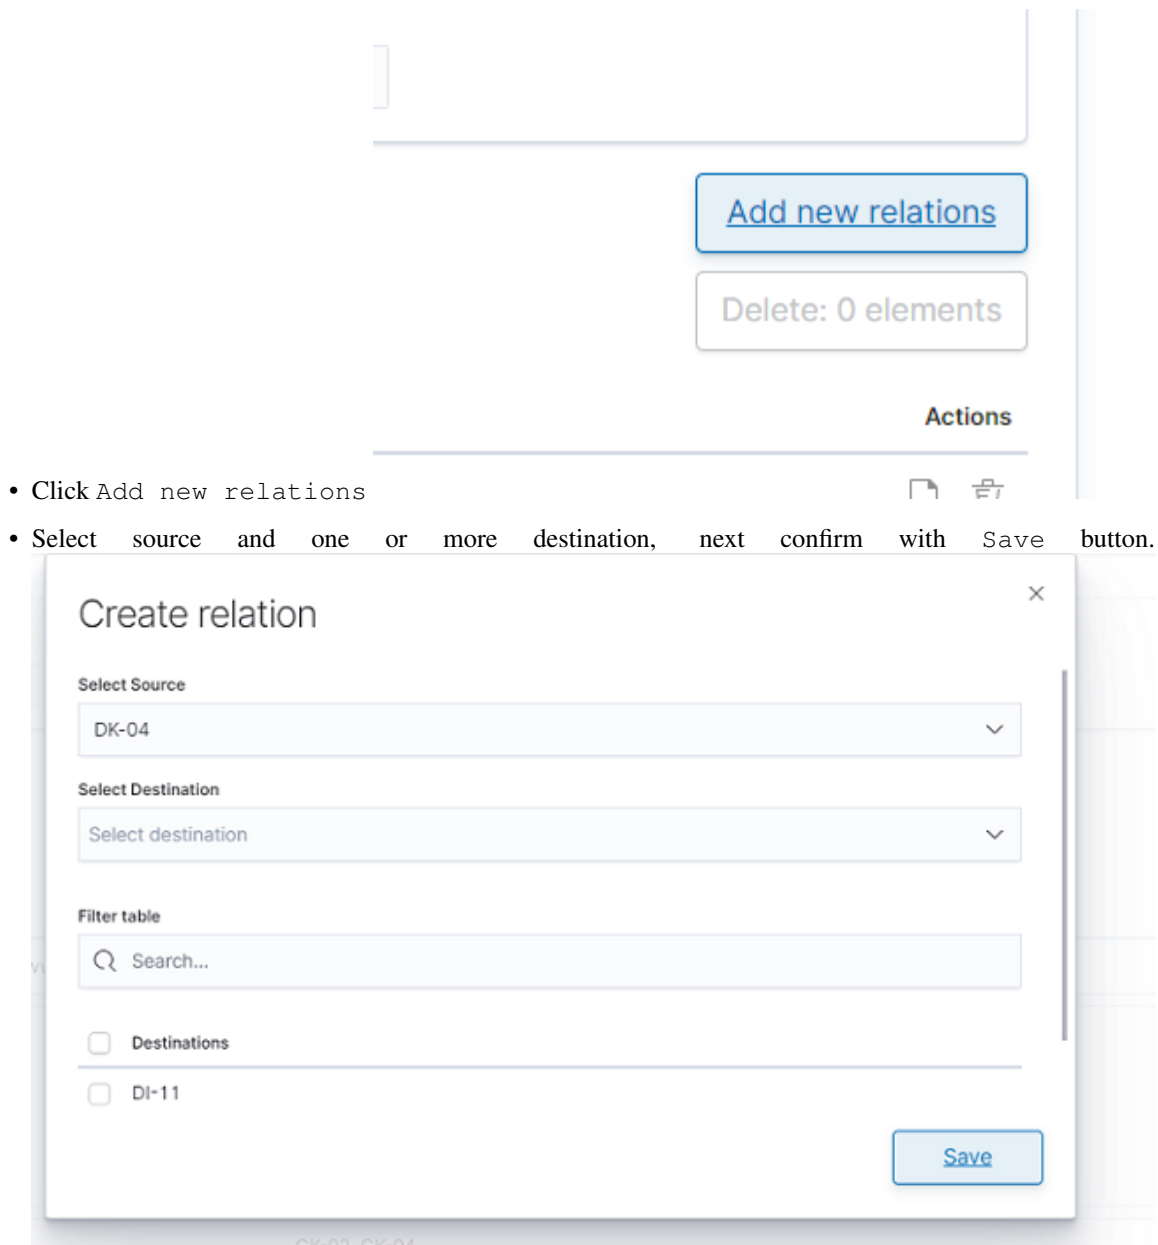 Add new relations
Delete: 0 elements
Actions
• Click Add new relations
• Select source and one or more destination, next confirm with Save button.
Create relation
Select Source
DK-04
Select Destination
Select destination
Filter table
Search...
Destinations
DI-11
Save